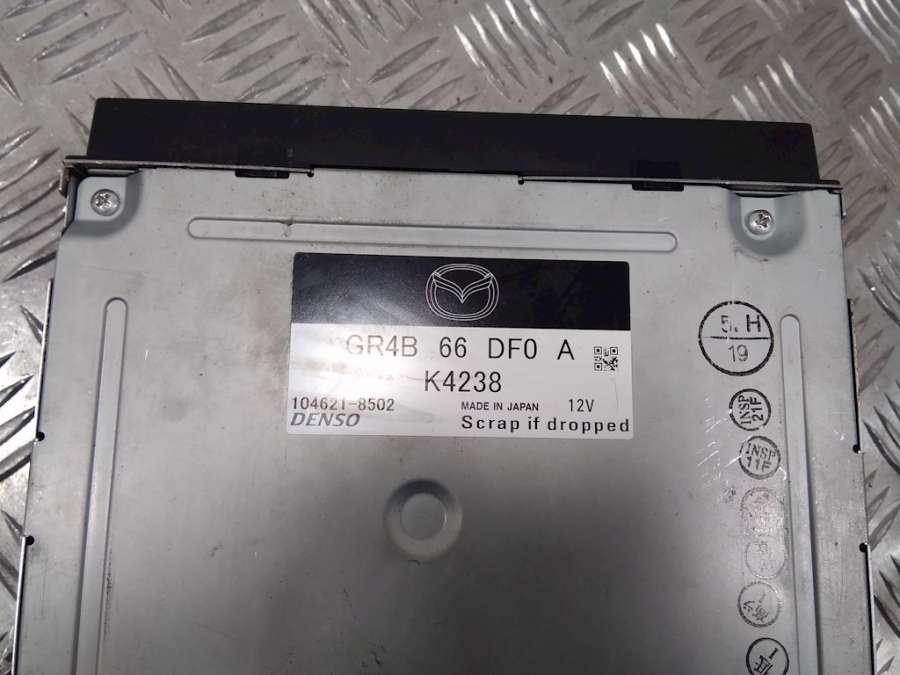 GR4B 66 DF0 A
K4238
104621-8502 MADE IN JAPAN 12V
DENSO Scrap if dropped
5. H
19
INSP
21F
INSP
11F